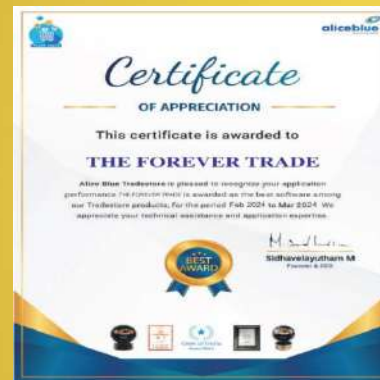 aliceblue
Certificate
OF APPRECIATION
This certificate is awarded to
THE FOREVER TRADE
Alice Blue Tradestore is pleased to recognize your application
performance THE FOREVER TRADE is awarded as the best software among
our Tradestore products, for the period Feb 2024 to Mar 2024 We
appreciate your technical assistance and application expertise.
BEST
AWARD
Sidhavelayutham M
Founder & CEO